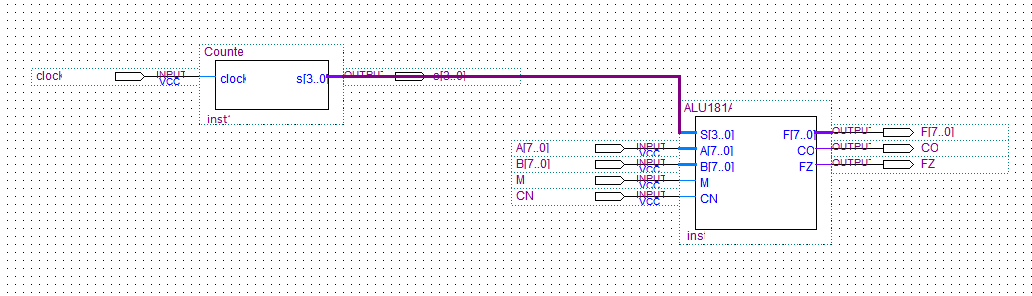 Counte
clock INPUT VCC clock s[3..0] OUTPUT s[3..0]
inst1
ALU181A
S[3..0] F[7..0] OUTPUT F[7..0]
A[7..0] INPUT VCC A[7..0] CO OUTPUT CO
B[7..0] INPUT VCC B[7..0] FZ OUTPUT FZ
M INPUT VCC M
CN INPUT VCC CN
ins